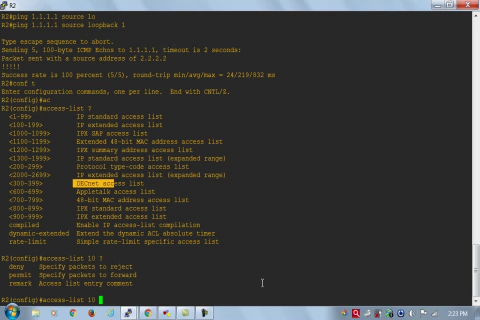 R2
R2#ping 1.1.1.1 source lo
R2#ping 1.1.1.1 source loopback 1
Type escape sequence to abort.
Sending 5, 100-byte ICMP Echos to 1.1.1.1, timeout is 2 seconds:
Packet sent with a source address of 2.2.2.2
!!!!!
Success rate is 100 percent (5/5), round-trip min/avg/max = 24/219/832 ms
R2#conf t
Enter configuration commands, one per line.  End with CNTL/Z.
R2(config)#ac
R2(config)#access-list ?
<1-99> IP standard access list
<100-199> IP extended access list
<1000-1099> IPX SAP access list
<1100-1199> Extended 48-bit MAC address access list
<1200-1299> IPX summary address access list
<1300-1999> IP standard access list (expanded range)
<200-299> Protocol type-code access list
<2000-2699> IP extended access list (expanded range)
<300-399> DECnet access list
<600-699> Appletalk access list
<700-799> 48-bit MAC address access list
<800-899> IPX standard access list
<900-999> IPX extended access list
compiled Enable IP access-list compilation
dynamic-extended Extend the dynamic ACL absolute timer
rate-limit Simple rate-limit specific access list
R2(config)#access-list 10 ?
deny Specify packets to reject
permit Specify packets to forward
remark Access list entry comment
R2(config)#access-list 10
2:23 PM